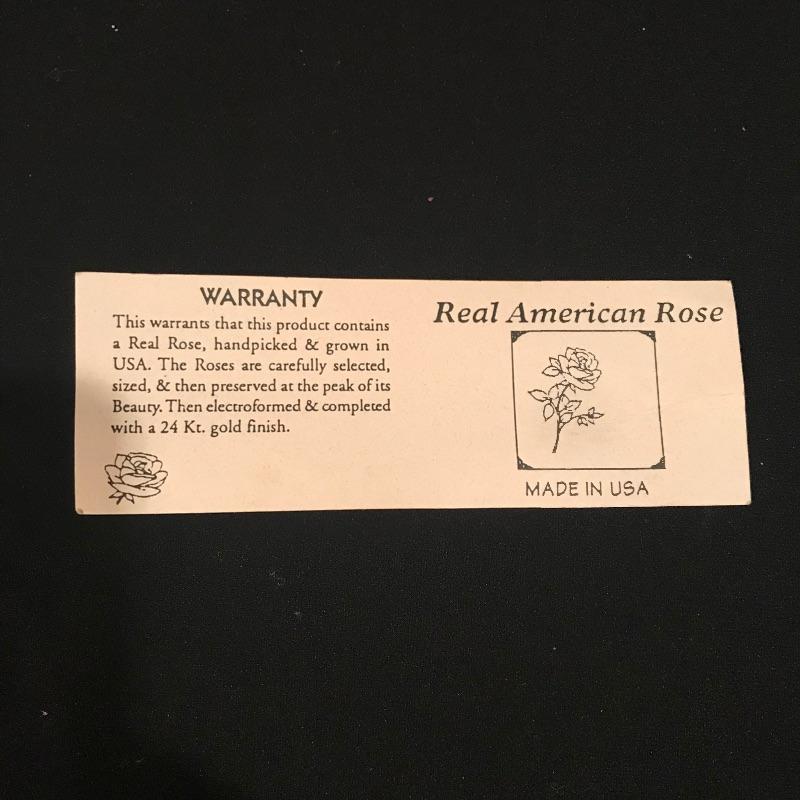 WARRANTY
This warrants that this product contains
a Real Rose, handpicked & grown in
USA. The Roses are carefully selected,
sized, & then preserved at the peak of its
Beauty. Then electroformed & completed
with a 24 Kt. gold finish.
Real American Rose
MADE IN USA